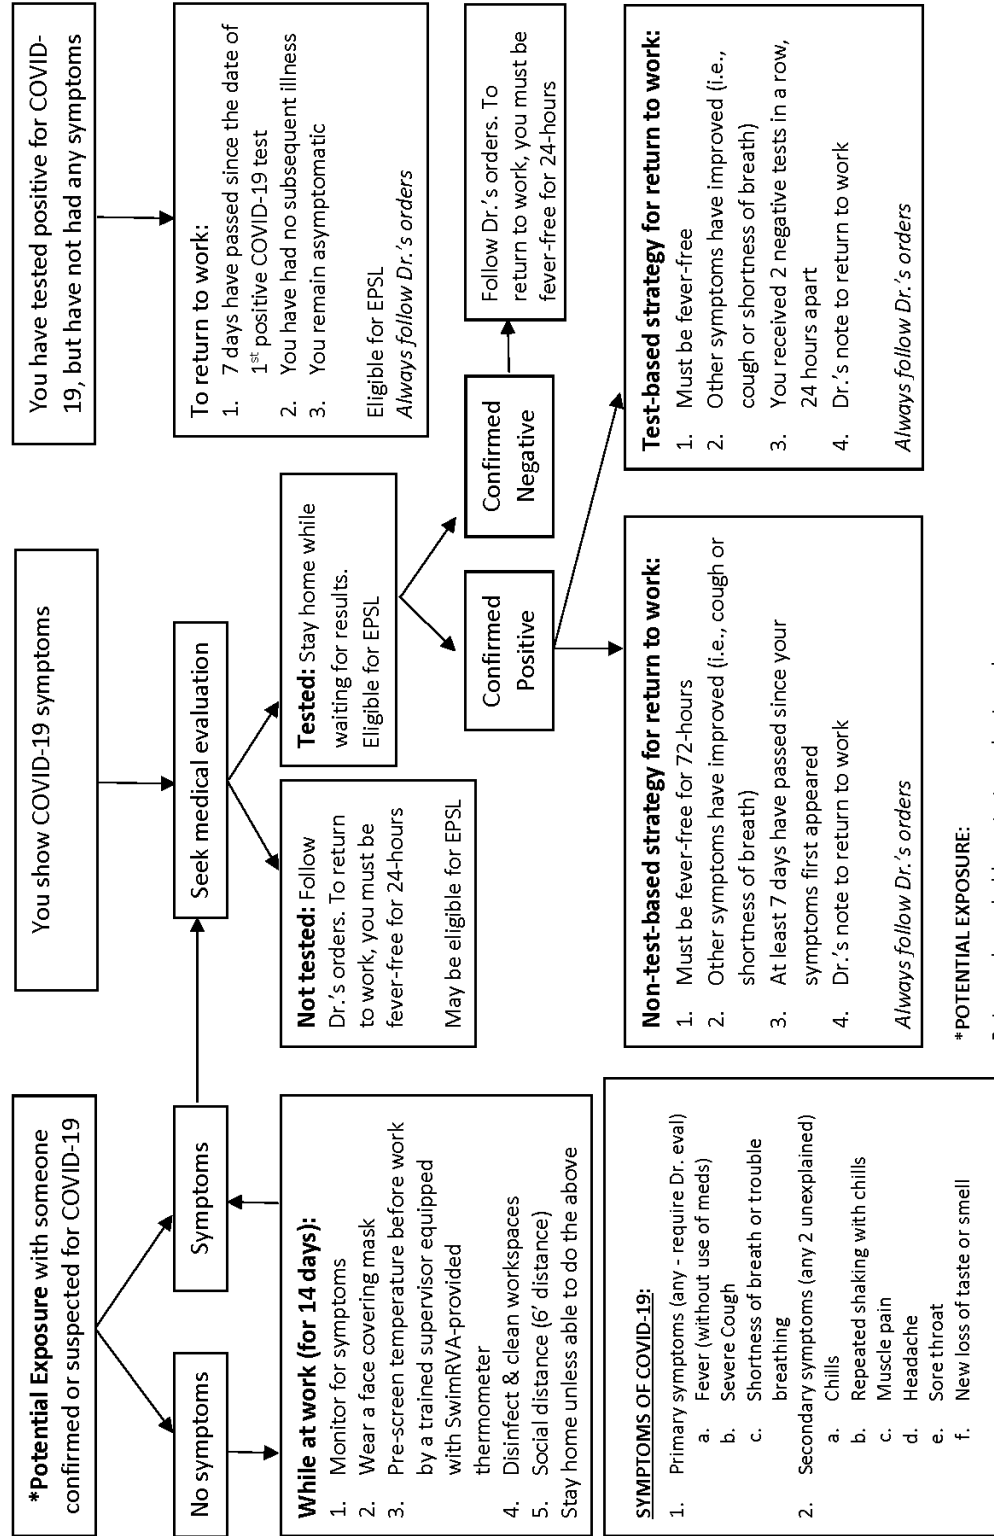 *Potential Exposure with someone
confirmed or suspected for COVID-19
No symptoms
Symptoms
While at work (for 14 days):
1. Monitor for symptoms
2. Wear a face covering mask
3. Pre-screen temperature before work
by a trained supervisor equipped
with SwimRVA-provided
thermometer
4. Disinfect & clean workspaces
5. Social distance (6' distance)
Stay home unless able to do the above
SYMPTOMS OF COVID-19:
1. Primary symptoms (any - require Dr. eval)
a. Fever (without use of meds)
b. Severe Cough
c. Shortness of breath or trouble
breathing
2. Secondary symptoms (any 2 unexplained)
a. Chills
b. Repeated shaking with chills
c. Muscle pain
d. Headache
e. Sore throat
f. New loss of taste or smell
You show COVID-19 symptoms
Seek medical evaluation
Not tested: Follow
Dr.'s orders. To return
to work, you must be
fever-free for 24-hours
May be eligible for EPSL
Tested: Stay home while
waiting for results.
Eligible for EPSL
Confirmed
Positive
Confirmed
Negative
Follow Dr.'s orders. To
return to work, you must be
fever-free for 24-hours
Non-test-based strategy for return to work:
1. Must be fever-free for 72-hours
2. Other symptoms have improved (i.e., cough or
shortness of breath)
3. At least 7 days have passed since your
symptoms first appeared
4. Dr.'s note to return to work
Always follow Dr.'s orders
Test-based strategy for return to work:
1. Must be fever-free
2. Other symptoms have improved (i.e.,
cough or shortness of breath)
3. You received 2 negative tests in a row,
24 hours apart
4. Dr.'s note to return to work
Always follow Dr.'s orders
You have tested positive for COVID-
19, but have not had any symptoms
To return to work:
1. 7 days have passed since the date of
1st positive COVID-19 test
2. You have had no subsequent illness
3. You remain asymptomatic
Eligible for EPSL
Always follow Dr.'s orders
*POTENTIAL EXPOSURE: